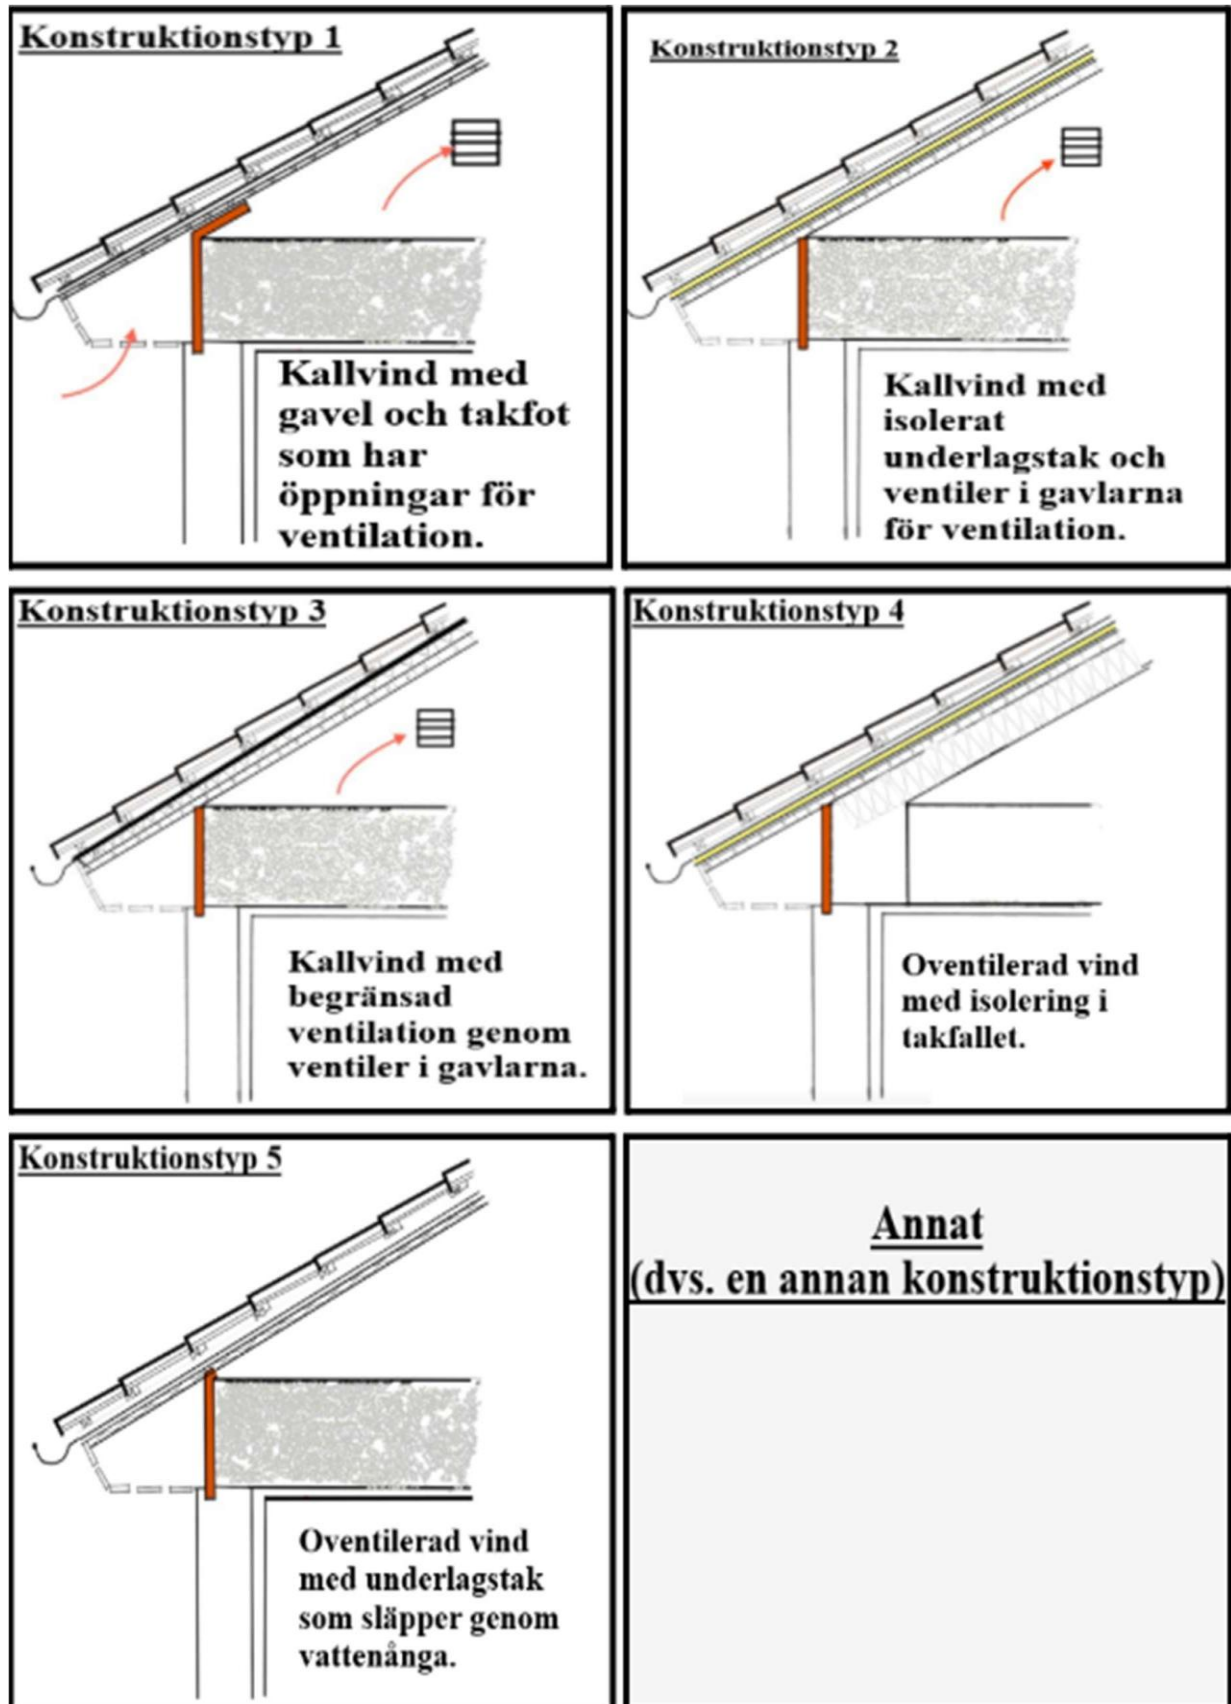 Konstruktionstyp 1
Kallvind med
gavel och takfot
som har
öppningar för
ventilation.
Konstruktionstyp 2
Kallvind med
isolerat
underlagstak och
ventiler i gavlarna
för ventilation.
Konstruktionstyp 3
Kallvind med
begränsad
ventilation genom
ventiler i gavlarna.
Konstruktionstyp 4
Oventilerad vind
med isolering i
takfallet.
Konstruktionstyp 5
Oventilerad vind
med underlagstak
som släpper genom
vattenånga.
Annat
(dvs. en annan konstruktionstyp)